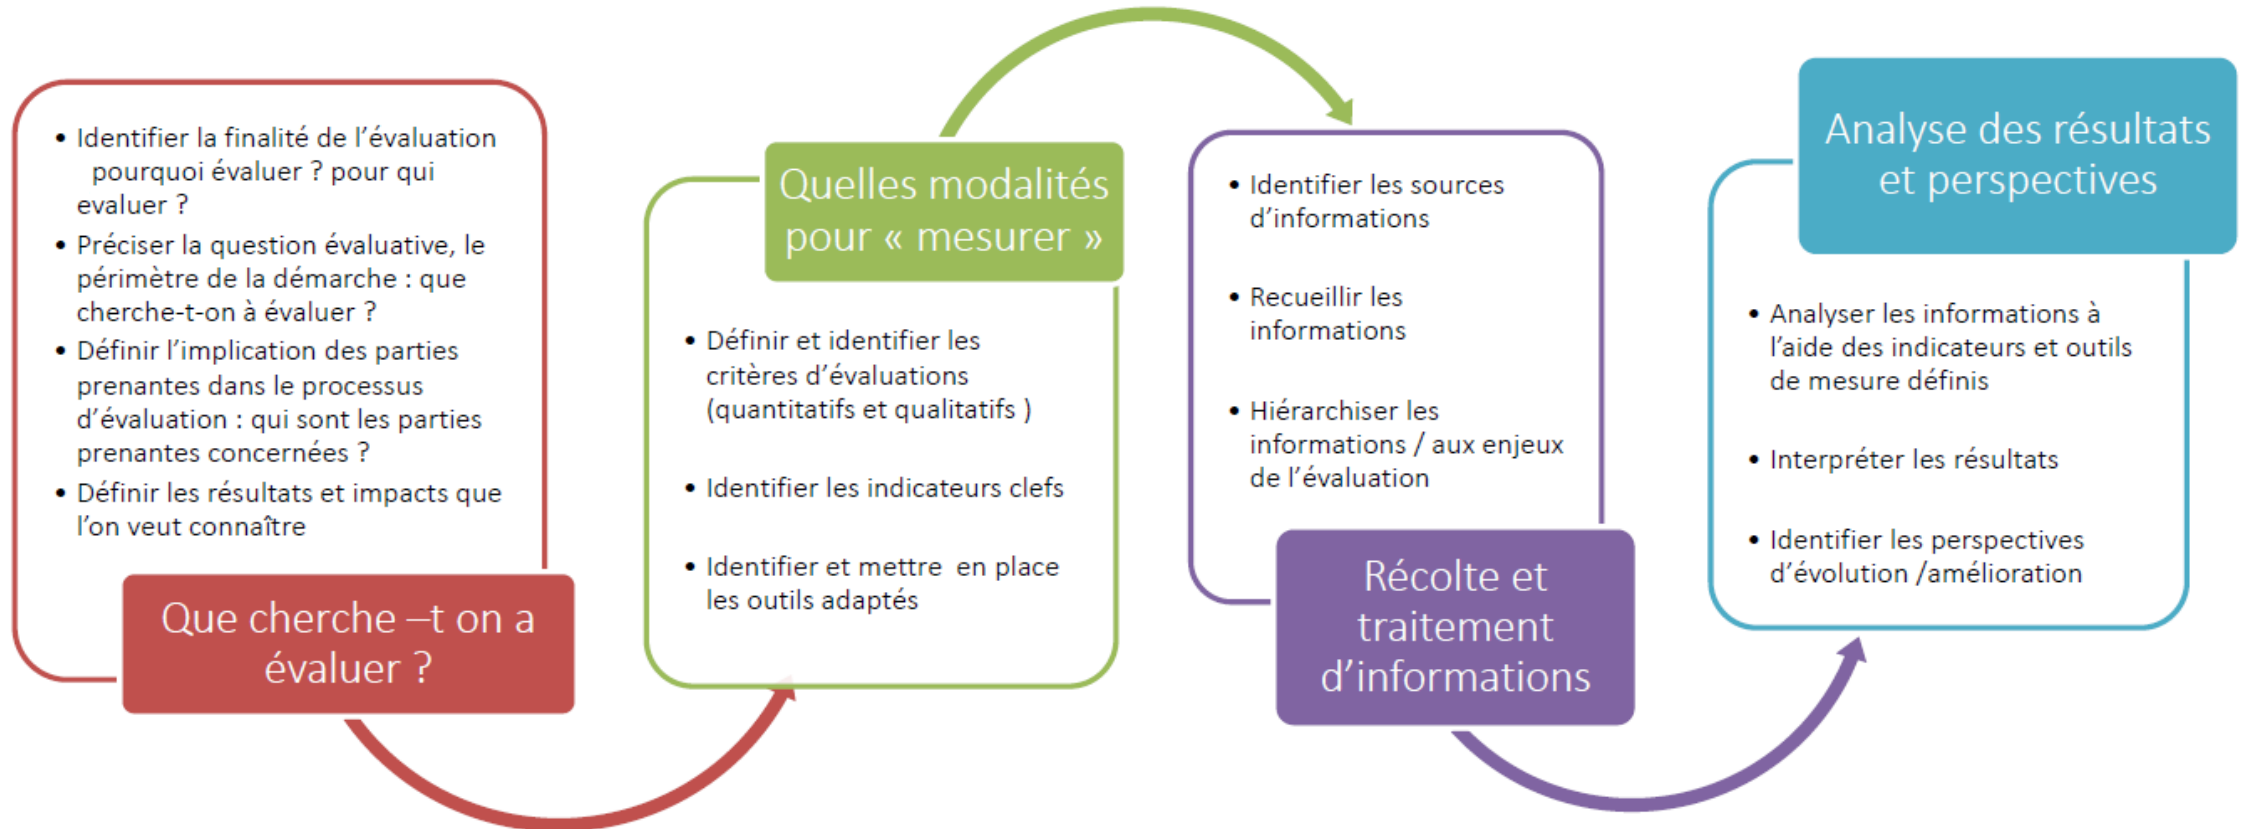 • Identifier la finalité de l’évaluation
pourquoi évaluer ? pour qui
evaluer ?
• Préciser la question évaluative, le
périmètre de la démarche : que
cherche-t-on à évaluer ?
• Définir l’implication des parties
prenantes dans le processus
d’évaluation : qui sont les parties
prenantes concernées ?
• Définir les résultats et impacts que
l’on veut connaître
Que cherche –t on a
évaluer ?
Quelles modalités
pour « mesurer »
• Définir et identifier les
critères d’évaluations
(quantitatifs et qualitatifs )
• Identifier les indicateurs clefs
• Identifier et mettre en place
les outils adaptés
• Identifier les sources
d’informations
• Recueillir les
informations
• Hiérarchiser les
informations / aux enjeux
de l’évaluation
Récolte et
traitement
d’informations
Analyse des résultats
et perspectives
• Analyser les informations à
l’aide des indicateurs et outils
de mesure définis
• Interpréter les résultats
• Identifier les perspectives
d’évolution /amélioration